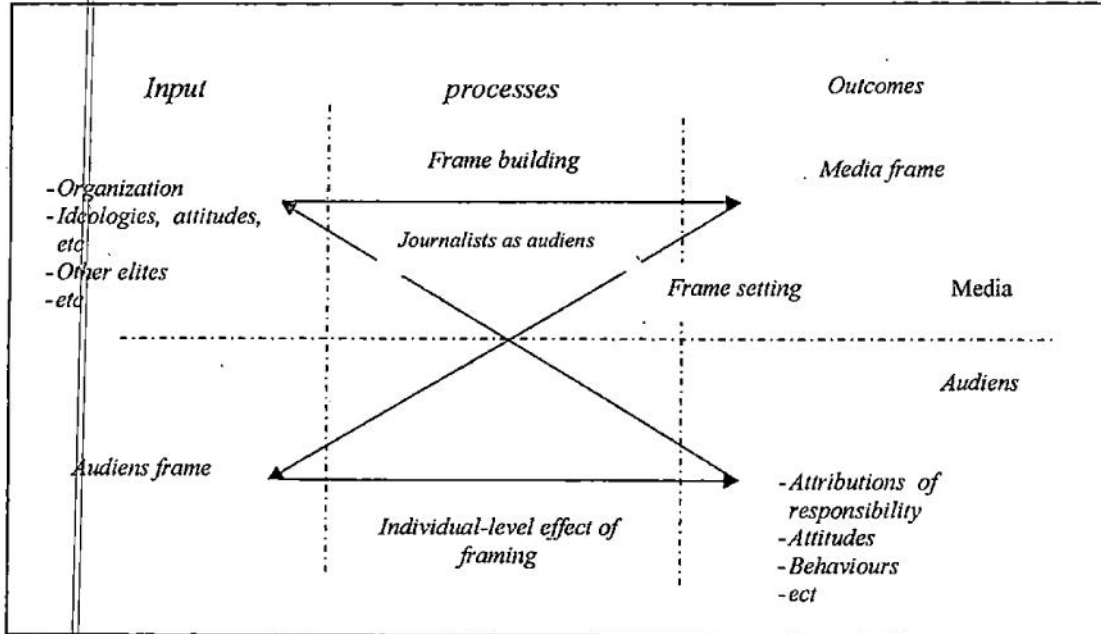 Input processes Outcomes
Frame building
Media frame
-Organization
-Ideologies, attitudes,
etc
-Other elites
-etc
Journalists as audiens
Frame setting
Media
Audiens
Audiens frame
Individual-level effect of
framing
-Attributions of
responsibility
-Attitudes
-Behaviours
-ect